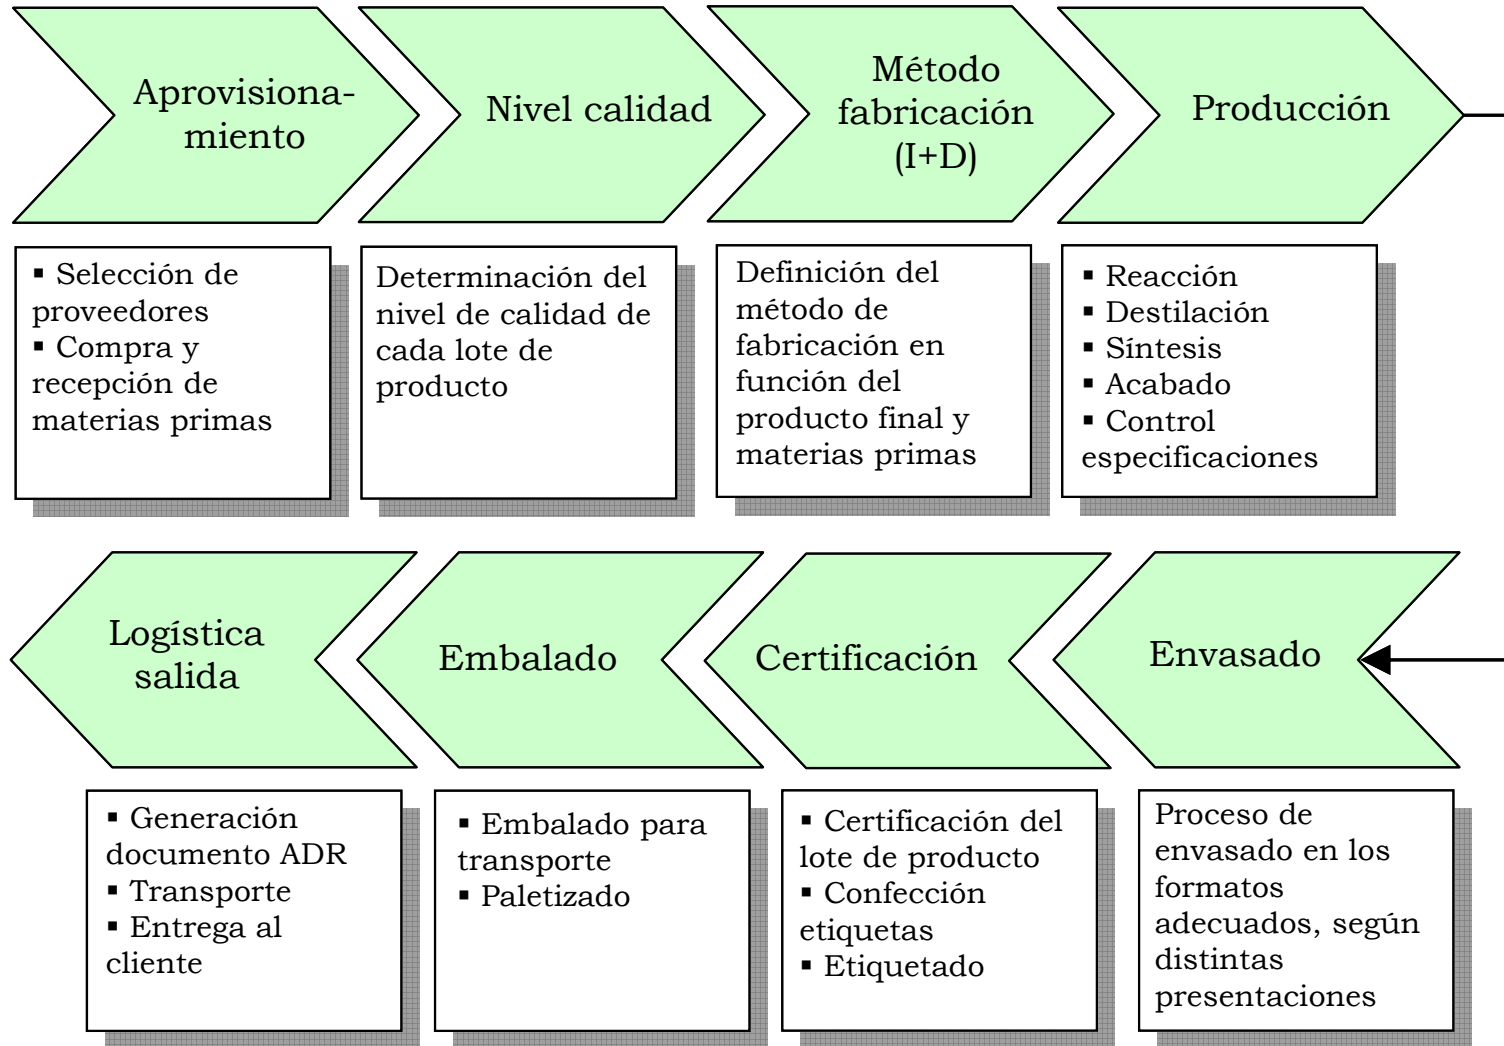 Aprovisiona-
miento
Nivel calidad
Método
fabricación
(I+D)
Producción
▪ Selección de
proveedores
▪ Compra y
recepción de
materias primas
Determinación del
nivel de calidad de
cada lote de
producto
Definición del
método de
fabricación en
función del
producto final y
materias primas
▪ Reacción
▪ Destilación
▪ Síntesis
▪ Acabado
▪ Control
especificaciones
Envasado
Certificación
Embalado
Logística
salida
Proceso de
envasado en los
formatos
adecuados, según
distintas
presentaciones
▪ Certificación del
lote de producto
▪ Confección
etiquetas
▪ Etiquetado
▪ Embalado para
transporte
▪ Paletizado
▪ Generación
documento ADR
▪ Transporte
▪ Entrega al
cliente